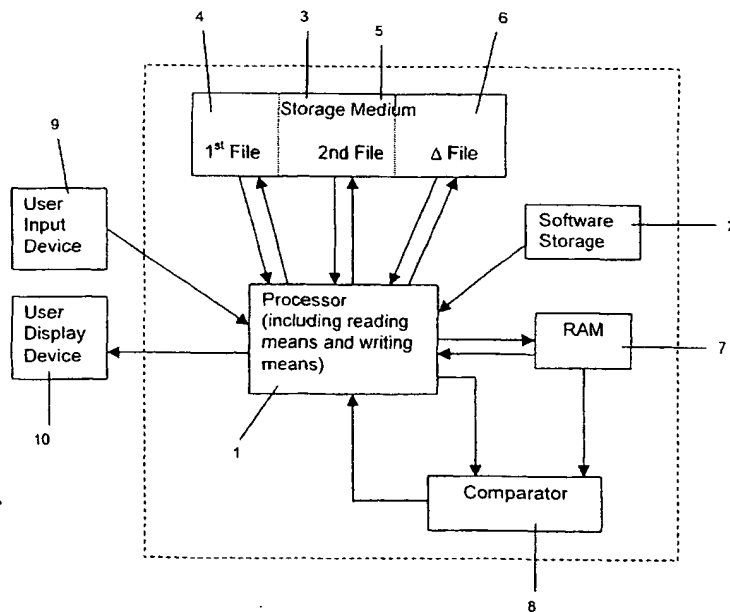 4 3 5 6
Storage Medium
1st File 2nd File Δ File
9
User
Input
Device
Software
Storage
2
User
Display
Device
10
Processor
(including reading
means and writing
means)
1
RAM
7
Comparator
8